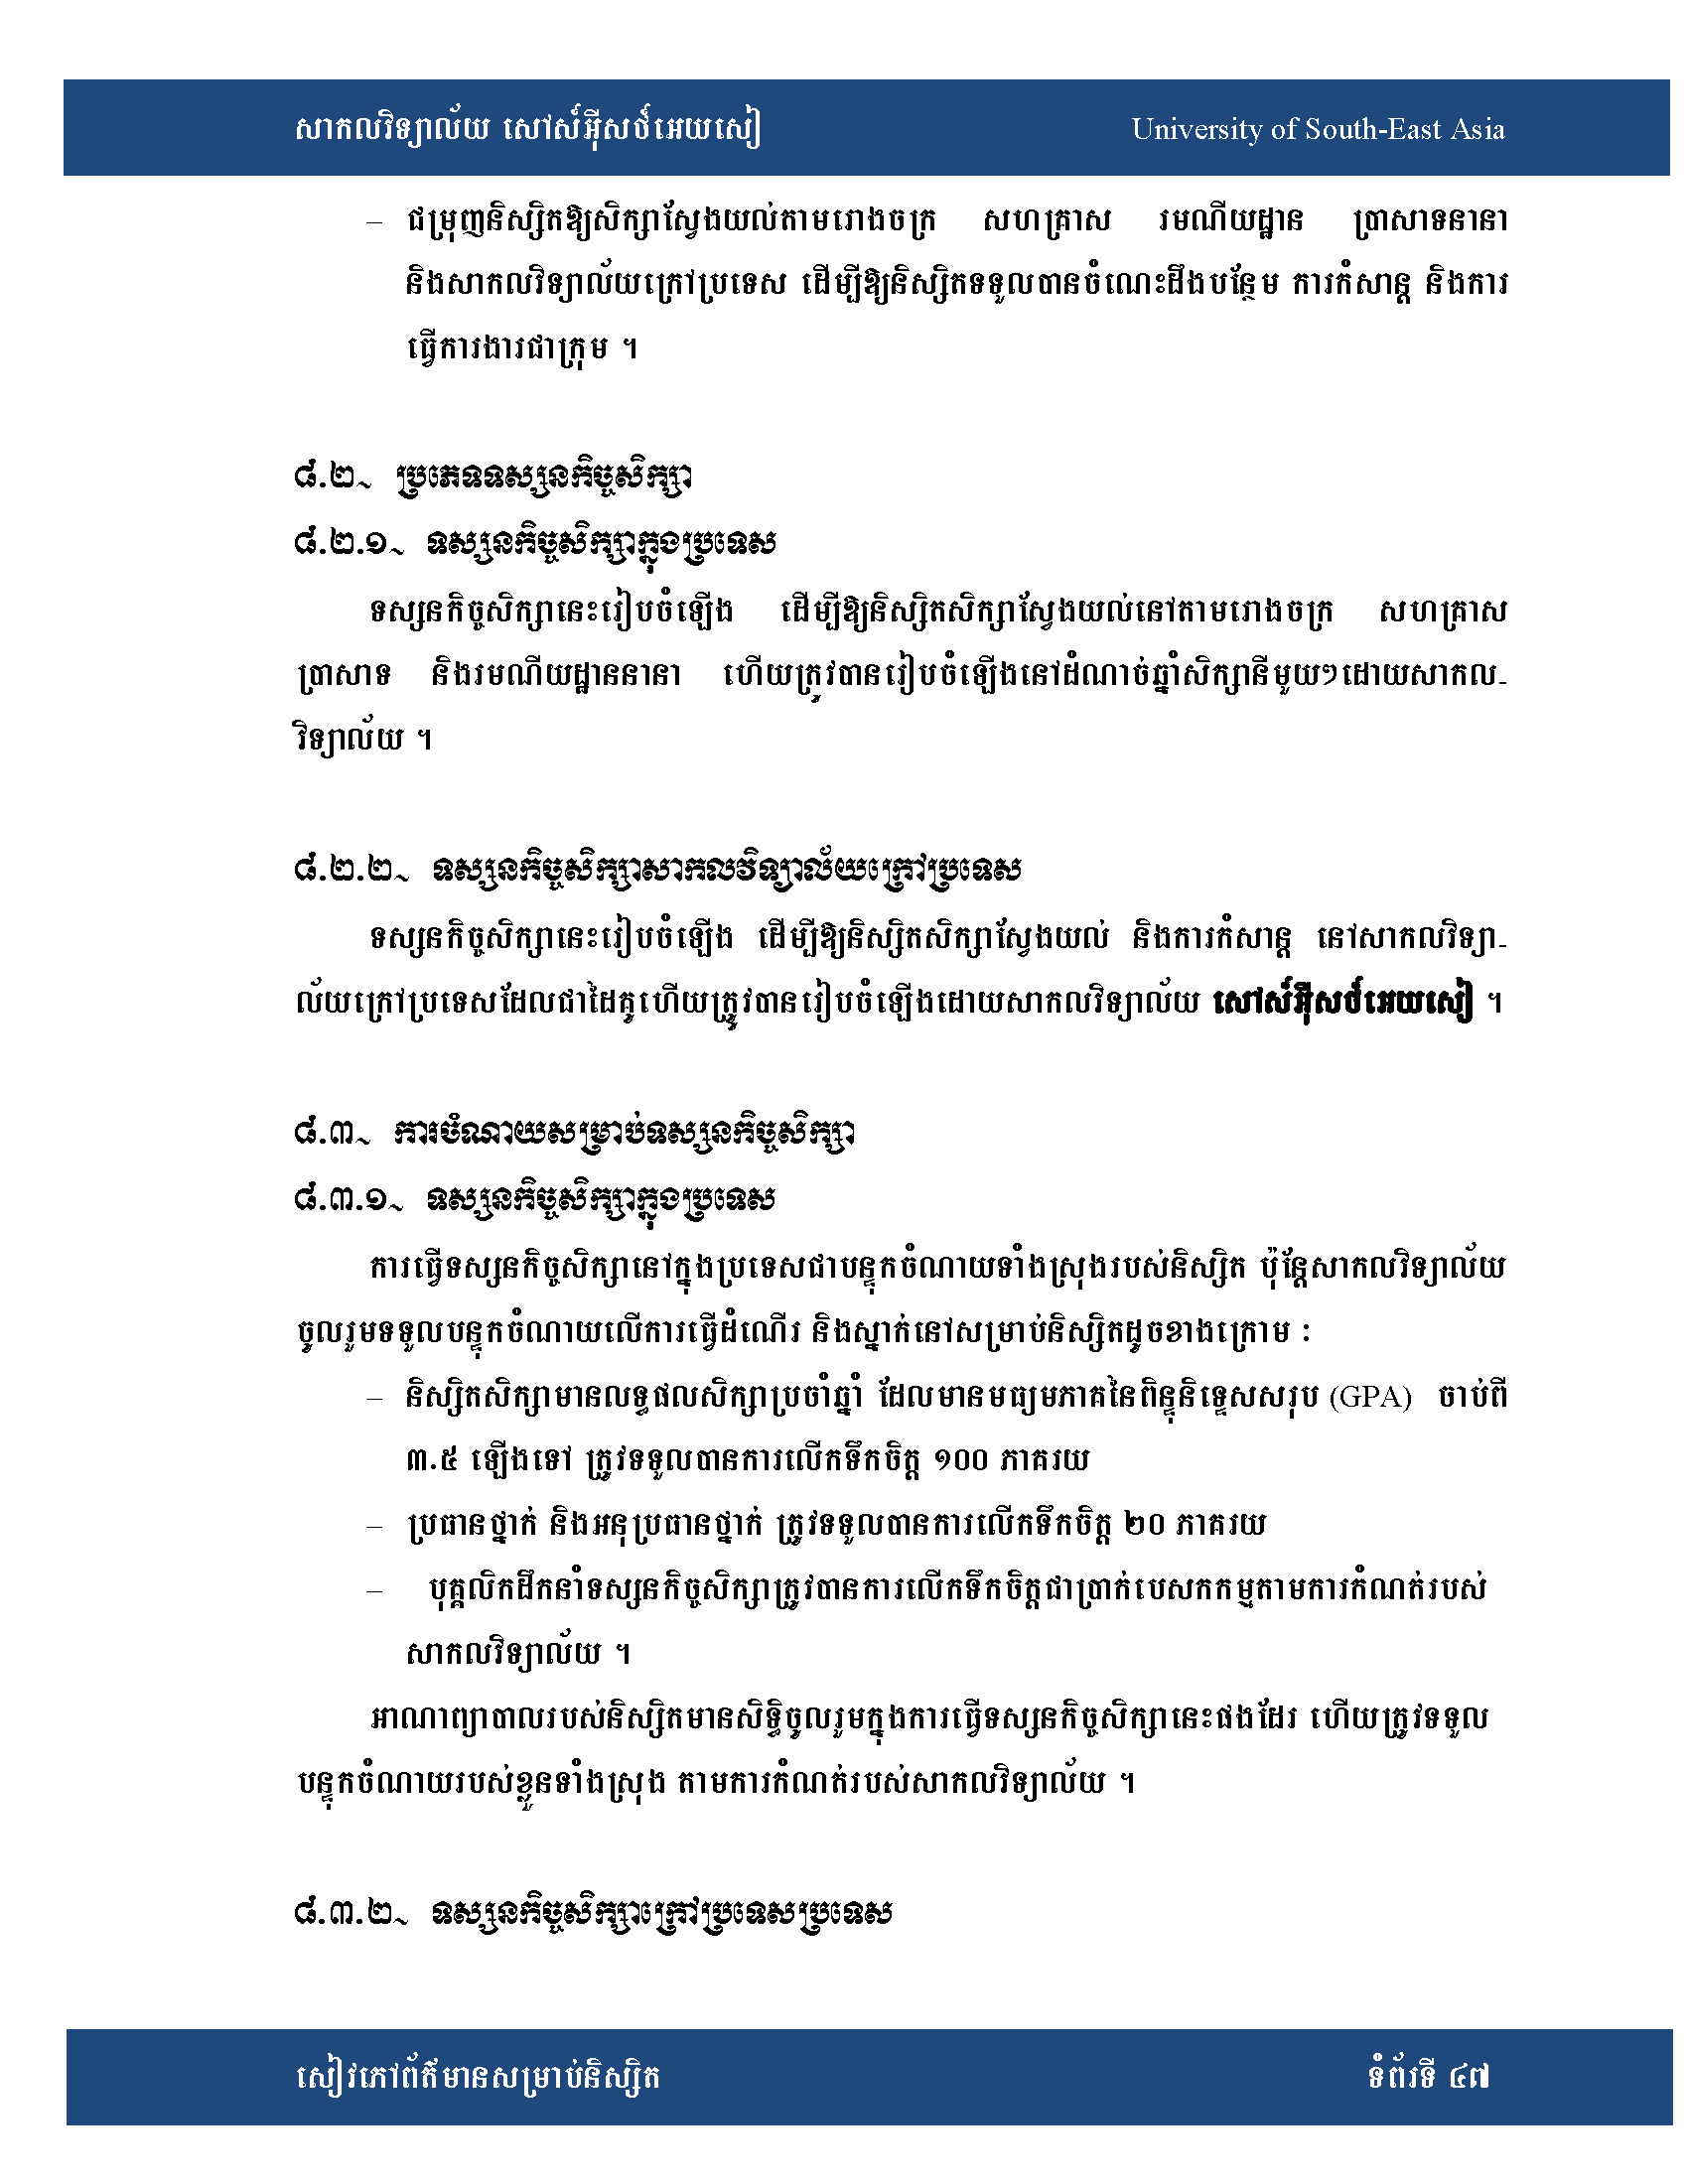 សាកលវិទ្យាល័យ សៅស៍អ៊ីសថ៍អេយសៀ University of South-East Asia
– ជម្រុញនិស្សិតឱ្យសិក្សាស្វែងយល់តាមរោងចក្រ សហគ្រាស រមណីយដ្ឋាន ប្រាសាទនានា
និងសាកលវិទ្យាល័យក្រៅប្រទេស ដើម្បីឱ្យនិស្សិតទទួលបានចំណេះដឹងបន្ថែម ការកំសាន្ត និងការ
ធ្វើការងារជាក្រុម ។
៨.២~ ប្រភេទទស្សនកិច្ចសិក្សា
៨.២.១~ ទស្សនកិច្ចសិក្សាក្នុងប្រទេស
ទស្សនកិច្ចសិក្សានេះរៀបចំឡើង ដើម្បីឱ្យនិស្សិតសិក្សាស្វែងយល់នៅតាមរោងចក្រ សហគ្រាស
ប្រាសាទ និងរមណីយដ្ឋាននានា ហើយត្រូវបានរៀបចំឡើងនៅដំណាច់ឆ្នាំសិក្សានីមួយៗដោយសាកល-
វិទ្យាល័យ ។
៨.២.២~ ទស្សនកិច្ចសិក្សាសាកលវិទ្យាល័យក្រៅប្រទេស
ទស្សនកិច្ចសិក្សានេះរៀបចំឡើង ដើម្បីឱ្យនិស្សិតសិក្សាស្វែងយល់ និងការកំសាន្ត នៅសាកលវិទ្យា-
ល័យក្រៅប្រទេសដែលជាដៃគូហើយត្រូវបានរៀបចំឡើងដោយសាកលវិទ្យាល័យ សៅស៍អ៊ីសថ៍អេយសៀ ។
៨.៣~ ការចំណាយសម្រាប់ទស្សនកិច្ចសិក្សា
៨.៣.១~ ទស្សនកិច្ចសិក្សាក្នុងប្រទេស
ការធ្វើទស្សនកិច្ចសិក្សានៅក្នុងប្រទេសជាបន្ទុកចំណាយទាំងស្រុងរបស់និស្សិត ប៉ុន្តែសាកលវិទ្យាល័យ
ចូលរួមទទួលបន្ទុកចំណាយលើការធ្វើដំណើរ និងស្នាក់នៅសម្រាប់និស្សិតដូចខាងក្រោម ៖
– និស្សិតសិក្សាមានលទ្ធផលសិក្សាប្រចាំឆ្នាំ ដែលមានមធ្យមភាគនៃពិន្ទុនិទ្ទេសសរុប (GPA) ចាប់ពី
៣.៥ ឡើងទៅ ត្រូវទទួលបានការលើកទឹកចិត្ត ១០០ ភាគរយ
– ប្រធានថ្នាក់ និងអនុប្រធានថ្នាក់ ត្រូវទទួលបានការលើកទឹកចិត្ត ២០ ភាគរយ
– បុគ្គលិកដឹកនាំទស្សនកិច្ចសិក្សាត្រូវបានការលើកទឹកចិត្តជាប្រាក់បេសកកម្មតាមការកំណត់របស់
សាកលវិទ្យាល័យ ។
អាណាព្យាបាលរបស់និស្សិតមានសិទ្ធិចូលរួមក្នុងការធ្វើទស្សនកិច្ចសិក្សានេះផងដែរ ហើយត្រូវទទួល
បន្ទុកចំណាយរបស់ខ្លួនទាំងស្រុង តាមការកំណត់របស់សាកលវិទ្យាល័យ ។
៨.៣.២~ ទស្សនកិច្ចសិក្សាក្រៅប្រទេសប្រទេស
សៀវភៅព័ត៌មានសម្រាប់និស្សិត ទំព័រទី ៤៧